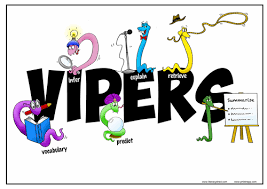 infer
explain
retrieve
VIPERS
vocabulary
predict
Summarise